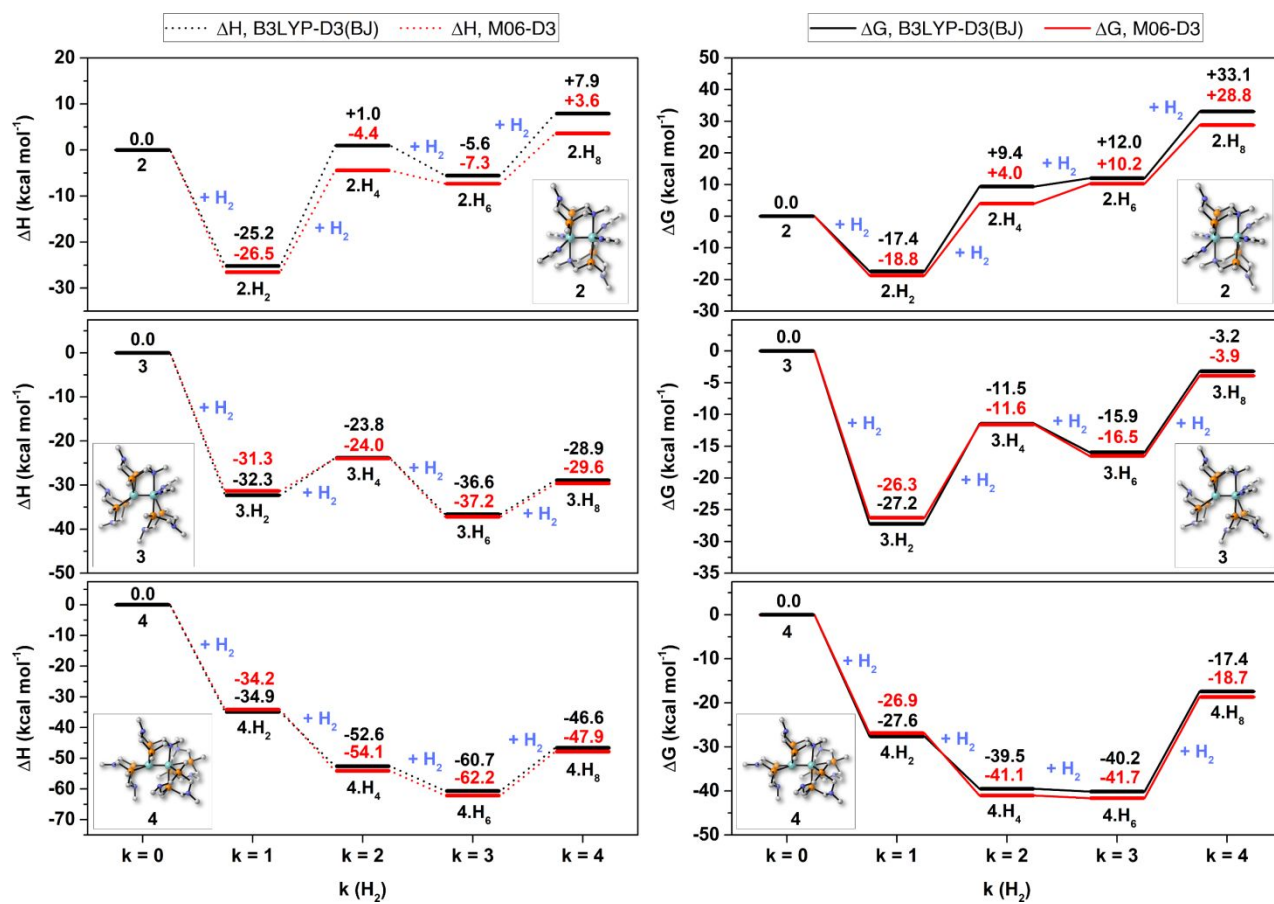 ΔH, B3LYP-D3(BJ) ΔH, M06-D3
ΔG, B3LYP-D3(BJ) ΔG, M06-D3
ΔH (kcal mol⁻¹)
20
10
0
-10
-20
-30
0.0
2
+ H₂
-25.2
-26.5
2.H₂
+ H₂
+1.0
-4.4
2.H₄
+ H₂
-5.6
-7.3
2.H₆
+ H₂
+7.9
+3.6
2.H₈
2
ΔG (kcal mol⁻¹)
50
40
30
20
10
0
-10
-20
-30
0.0
2
+ H₂
-17.4
-18.8
2.H₂
+ H₂
+9.4
+4.0
2.H₄
+ H₂
+12.0
+10.2
2.H₆
+ H₂
+33.1
+28.8
2.H₈
2
ΔH (kcal mol⁻¹)
0
-10
-20
-30
-40
-50
0.0
3
+ H₂
-31.3
-32.3
3.H₂
+ H₂
-23.8
-24.0
3.H₄
+ H₂
-36.6
-37.2
3.H₆
+ H₂
-28.9
-29.6
3.H₈
3
ΔG (kcal mol⁻¹)
0
-5
-10
-15
-20
-25
-30
-35
0.0
3
+ H₂
-26.3
-27.2
3.H₂
+ H₂
-11.5
-11.6
3.H₄
+ H₂
-15.9
-16.5
3.H₆
+ H₂
-3.2
-3.9
3.H₈
3
ΔH (kcal mol⁻¹)
0
-10
-20
-30
-40
-50
-60
-70
0.0
4
+ H₂
-34.2
-34.9
4.H₂
+ H₂
-52.6
-54.1
4.H₄
+ H₂
-60.7
-62.2
4.H₆
+ H₂
-46.6
-47.9
4.H₈
4
k = 0 k = 1 k = 2 k = 3 k = 4
k (H₂)
ΔG (kcal mol⁻¹)
10
0
-10
-20
-30
-40
-50
0.0
4
+ H₂
-26.9
-27.6
4.H₂
+ H₂
-39.5
-41.1
4.H₄
+ H₂
-40.2
-41.7
4.H₆
+ H₂
-17.4
-18.7
4.H₈
4
k = 0 k = 1 k = 2 k = 3 k = 4
k (H₂)